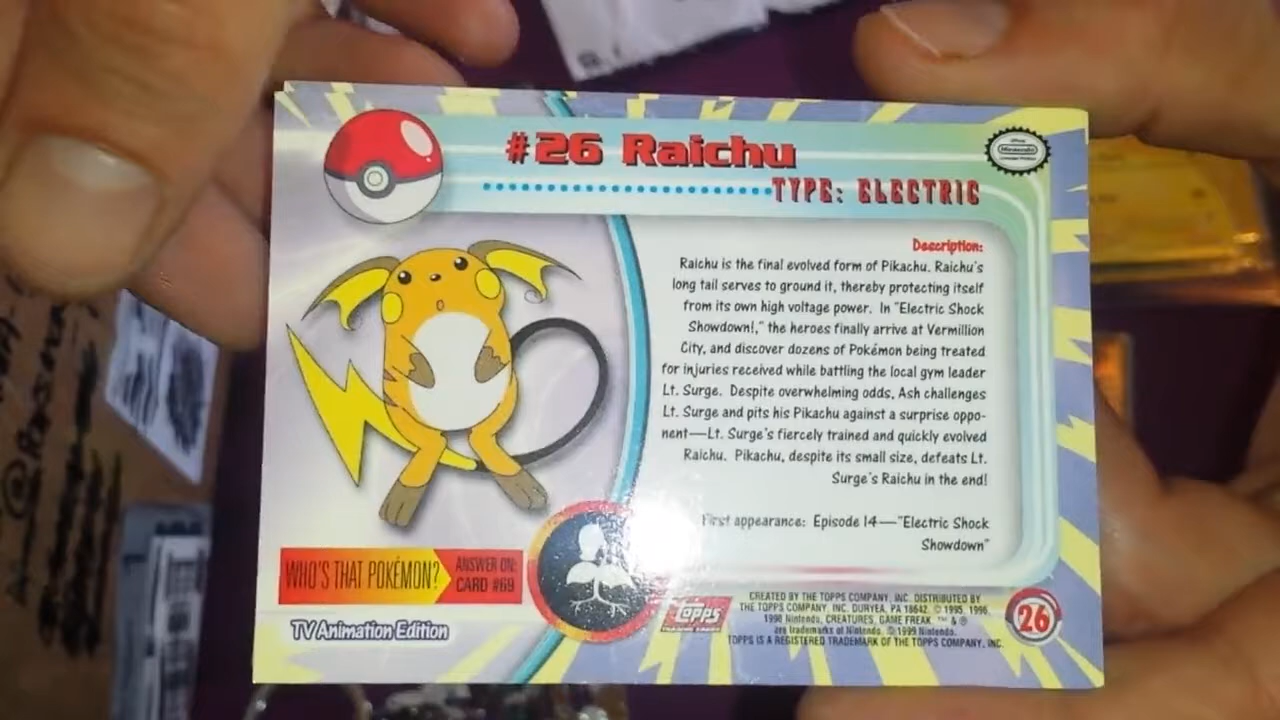 #26 Raichu
TYPE: ELECTRIC
Nintendo
Description:
Raichu is the final evolved form of Pikachu. Raichu's
long tail serves to ground it, thereby protecting itself
from its own high voltage power. In "Electric Shock
Showdown!," the heroes finally arrive at Vermillion
City, and discover dozens of Pokémon being treated
for injuries received while battling the local gym leader
Lt. Surge. Despite overwhelming odds, Ash challenges
Lt. Surge and pits his Pikachu against a surprise oppo-
nent—Lt. Surge's fiercely trained and quickly evolved
Raichu. Pikachu, despite its small size, defeats Lt.
Surge's Raichu in the end!
First appearance: Episode 14—"Electric Shock
Showdown"
WHO'S THAT POKÉMON?
ANSWER ON:
CARD #69
TV Animation Edition
Topps
CREATED BY THE TOPPS COMPANY, INC. DISTRIBUTED BY
THE TOPPS COMPANY, INC. DURYEA, PA 18642. © 1995, 1996,
1998 Nintendo, CREATURES, GAME FREAK. ™ & ®
are trademarks of Nintendo. © 1999 Nintendo.
TOPPS IS A REGISTERED TRADEMARK OF THE TOPPS COMPANY, INC.
26